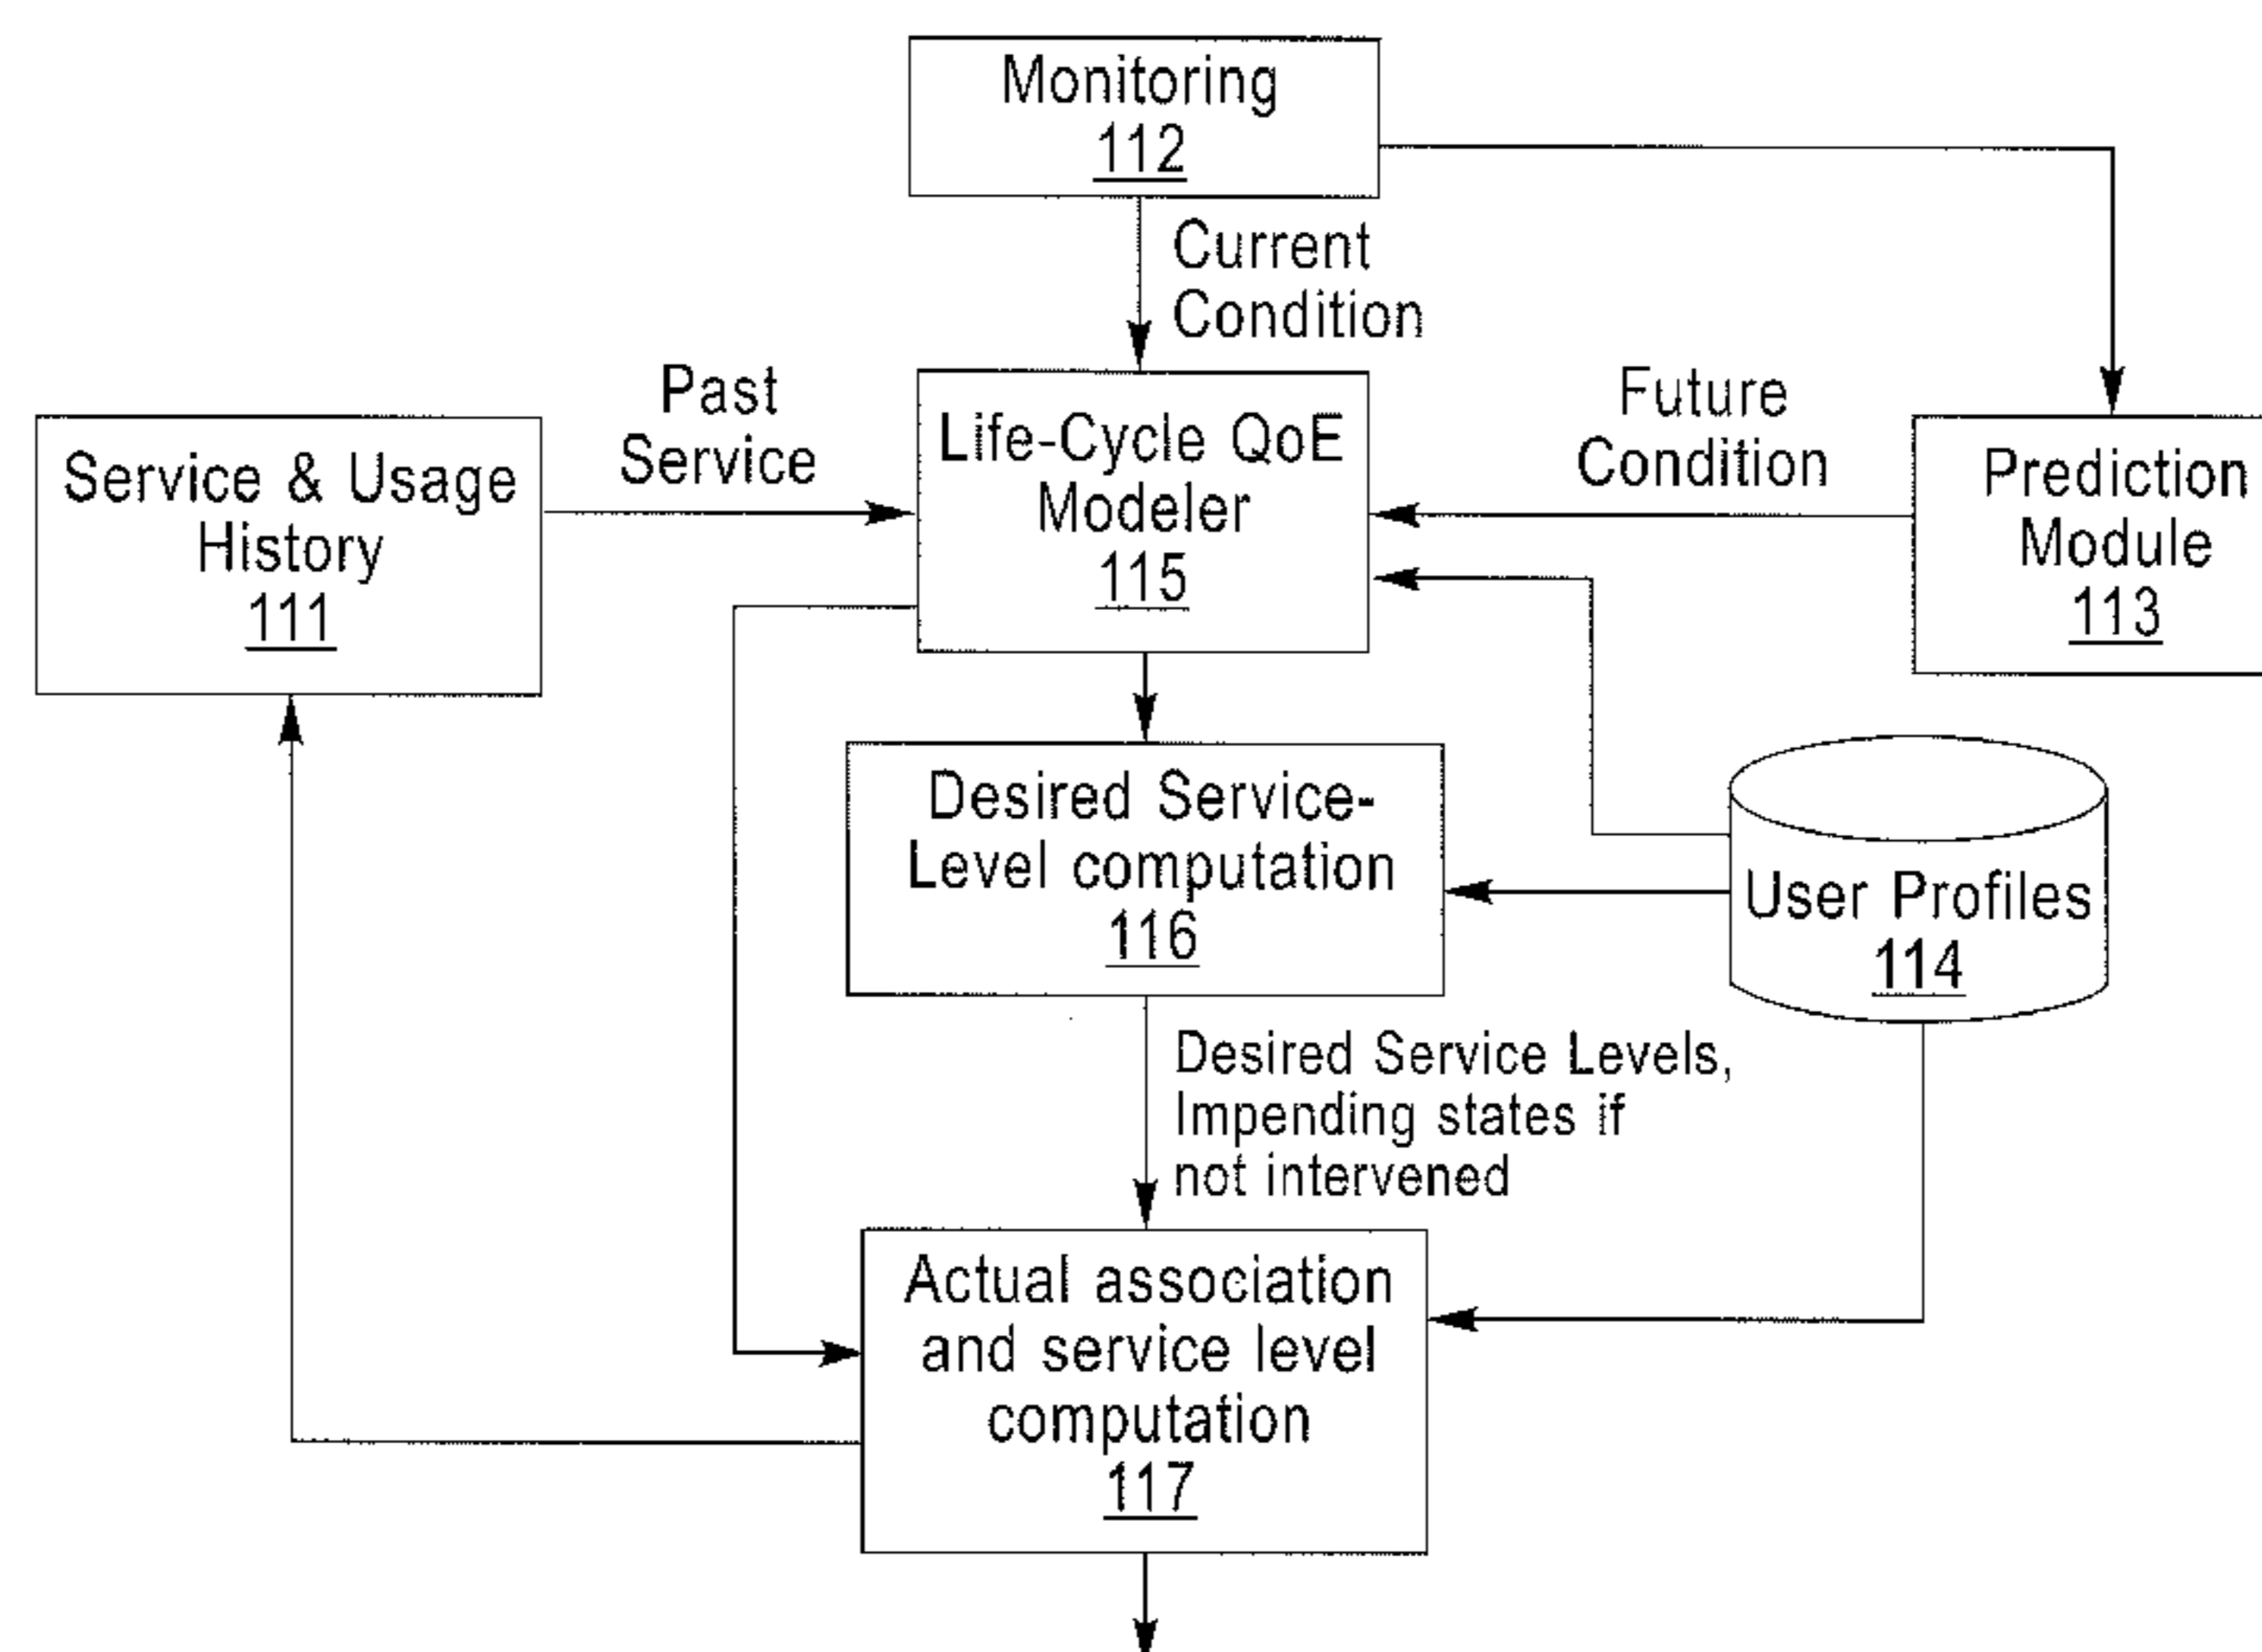 Monitoring
112
Current
Condition
Past
Service
Future
Condition
Service & Usage
History
111
Life-Cycle QoE
Modeler
115
Prediction
Module
113
Desired Service-
Level computation
116
User Profiles
114
Desired Service Levels,
Impending states if
not intervened
Actual association
and service level
computation
117